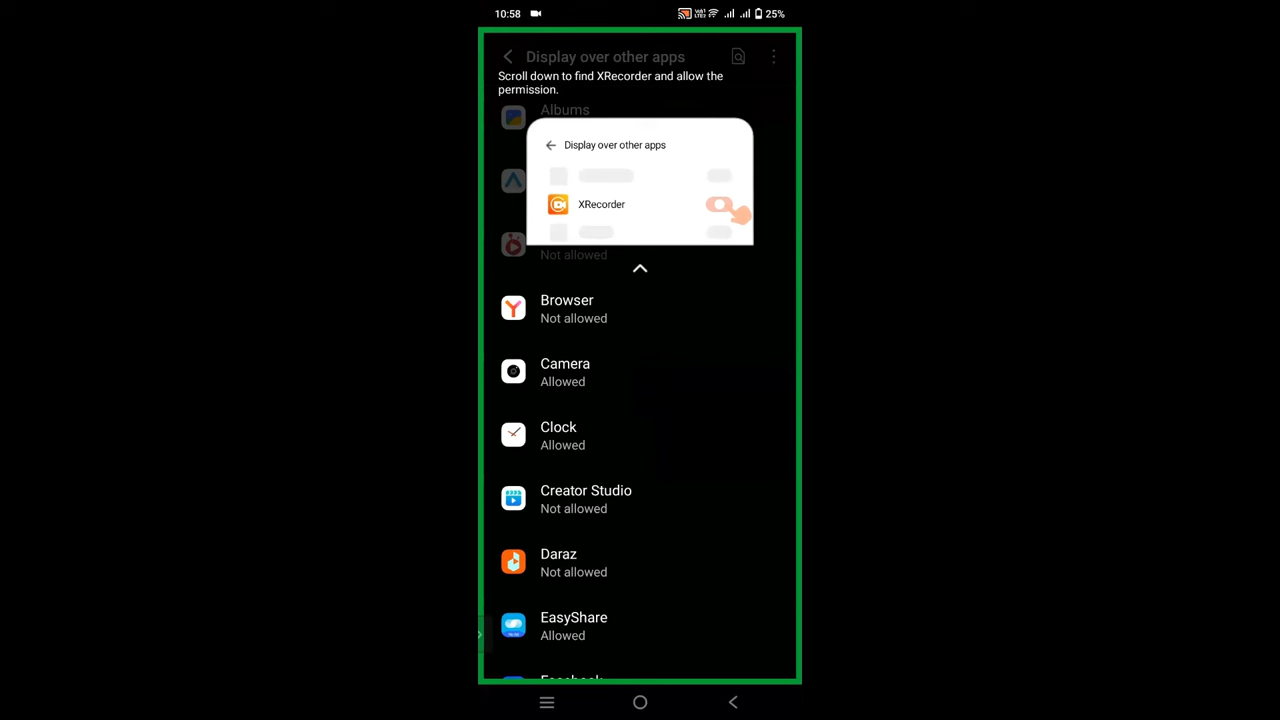 10:58
25%
Display over other apps
Scroll down to find XRecorder and allow the
permission.
Albums
Display over other apps
XRecorder
Not allowed
Browser
Not allowed
Camera
Allowed
Clock
Allowed
Creator Studio
Not allowed
Daraz
Not allowed
EasyShare
Allowed